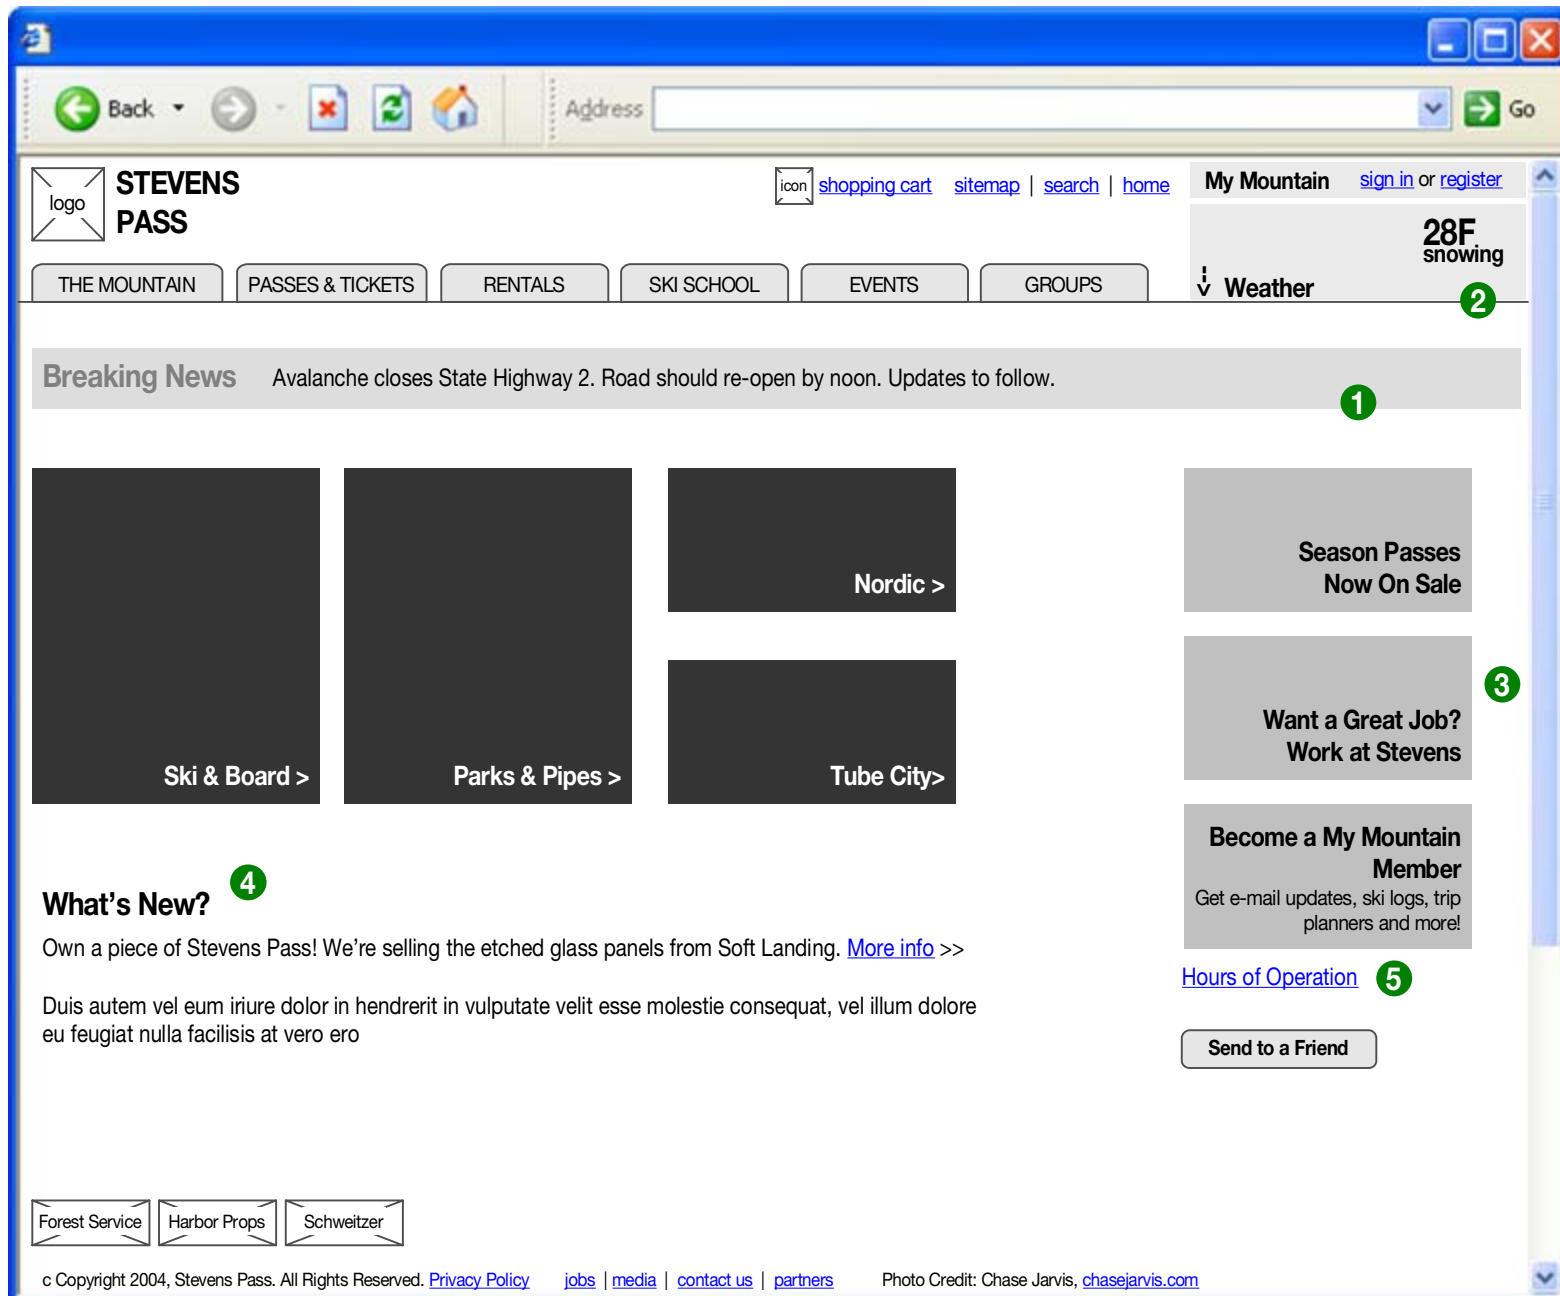 Back
Address
Go
logo
STEVENS
PASS
icon shopping cart sitemap | search | home
My Mountain sign in or register
28F
snowing
Weather
2
THE MOUNTAIN PASSES & TICKETS RENTALS SKI SCHOOL EVENTS GROUPS
Breaking News Avalanche closes State Highway 2. Road should re-open by noon. Updates to follow.
1
Ski & Board >
Parks & Pipes >
Nordic >
Tube City>
Season Passes
Now On Sale
Want a Great Job?
Work at Stevens
3
Become a My Mountain
Member
Get e-mail updates, ski logs, trip
planners and more!
Hours of Operation 5
Send to a Friend
What's New? 4
Own a piece of Stevens Pass! We're selling the etched glass panels from Soft Landing. More info >>
Duis autem vel eum iriure dolor in hendrerit in vulputate velit esse molestie consequat, vel illum dolore
eu feugiat nulla facilisis at vero ero
Forest Service Harbor Props Schweitzer
c Copyright 2004, Stevens Pass. All Rights Reserved. Privacy Policy jobs | media | contact us | partners Photo Credit: Chase Jarvis, chasejarvis.com